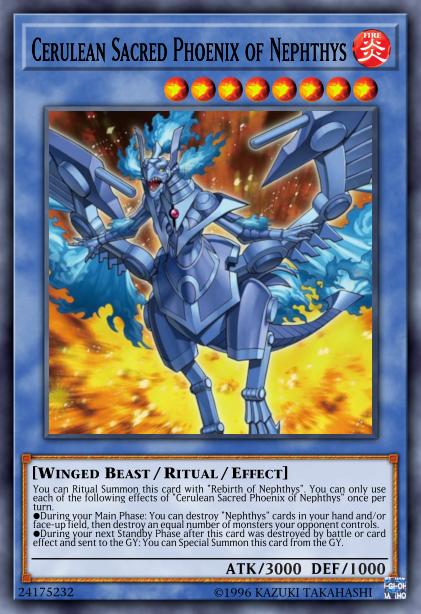 CERULEAN SACRED PHOENIX OF NEPHTHYS
FIRE
炎
[WINGED BEAST / RITUAL / EFFECT]
You can Ritual Summon this card with "Rebirth of Nephthys". You can only use
each of the following effects of "Cerulean Sacred Phoenix of Nephthys" once per
turn.
●During your Main Phase: You can destroy "Nephthys" cards in your hand and/or
face-up field, then destroy an equal number of monsters your opponent controls.
●During your next Standby Phase after this card was destroyed by battle or card
effect and sent to the GY: You can Special Summon this card from the GY.
ATK/3000 DEF/1000
24175232
©1996 KAZUKI TAKAHASHI